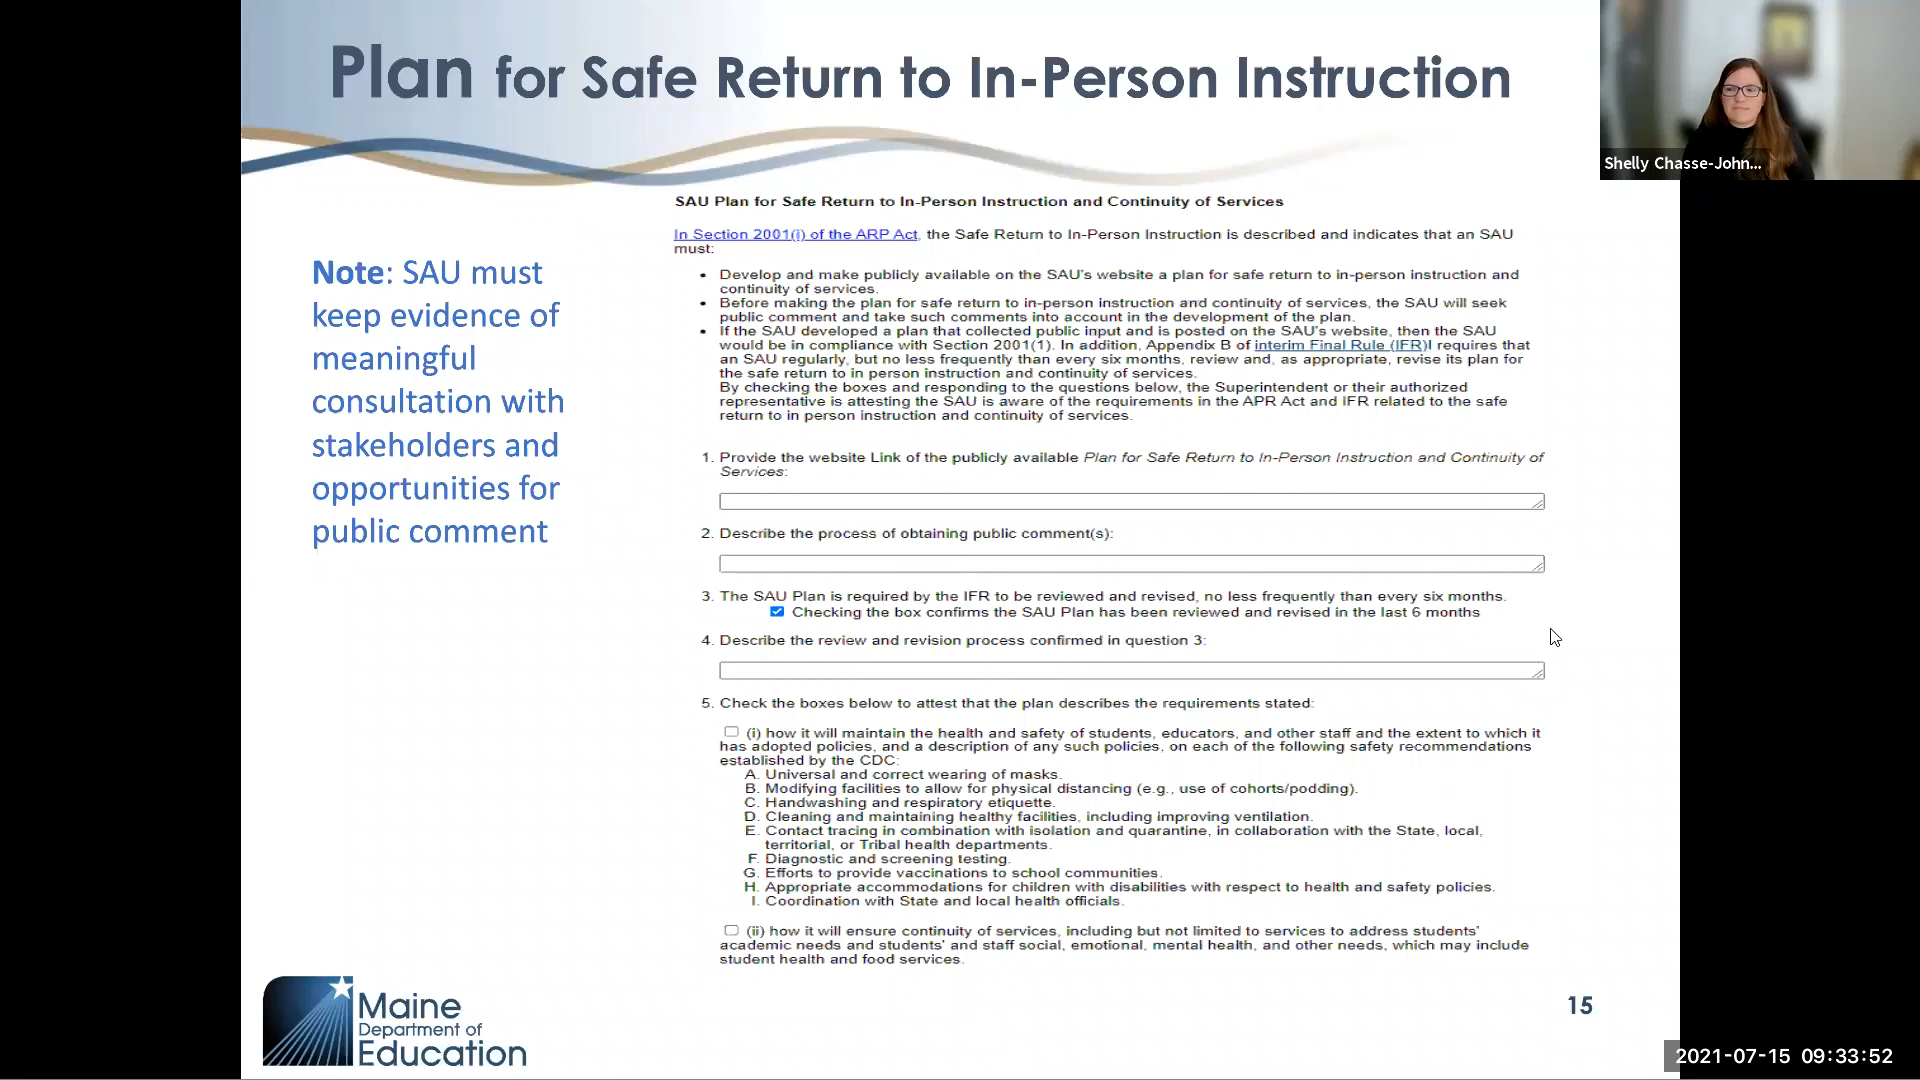 Plan for Safe Return to In-Person Instruction
Shelly Chasse-John...
SAU Plan for Safe Return to In-Person Instruction and Continuity of Services
In Section 2001(i) of the ARP Act, the Safe Return to In-Person Instruction is described and indicates that an SAU
must:
• Develop and make publicly available on the SAU's website a plan for safe return to in-person instruction and
continuity of services.
• Before making the plan for safe return to in-person instruction and continuity of services, the SAU will seek
public comment and take such comments into account in the development of the plan.
• If the SAU developed a plan that collected public input and is posted on the SAU's website, then the SAU
would be in compliance with Section 2001(1). In addition, Appendix B of interim Final Rule (IFR)l requires that
an SAU regularly, but no less frequently than every six months, review and, as appropriate, revise its plan for
the safe return to in person instruction and continuity of services.
By checking the boxes and responding to the questions below, the Superintendent or their authorized
representative is attesting the SAU is aware of the requirements in the APR Act and IFR related to the safe
return to in person instruction and continuity of services.
Note: SAU must
keep evidence of
meaningful
consultation with
stakeholders and
opportunities for
public comment
1. Provide the website Link of the publicly available Plan for Safe Return to In-Person Instruction and Continuity of
Services:
2. Describe the process of obtaining public comment(s):
3. The SAU Plan is required by the IFR to be reviewed and revised, no less frequently than every six months.
Checking the box confirms the SAU Plan has been reviewed and revised in the last 6 months
4. Describe the review and revision process confirmed in question 3:
5. Check the boxes below to attest that the plan describes the requirements stated:
(i) how it will maintain the health and safety of students, educators, and other staff and the extent to which it
has adopted policies, and a description of any such policies, on each of the following safety recommendations
established by the CDC:
A. Universal and correct wearing of masks.
B. Modifying facilities to allow for physical distancing (e.g., use of cohorts/podding).
C. Handwashing and respiratory etiquette.
D. Cleaning and maintaining healthy facilities, including improving ventilation.
E. Contact tracing in combination with isolation and quarantine, in collaboration with the State, local,
territorial, or Tribal health departments.
F. Diagnostic and screening testing.
G. Efforts to provide vaccinations to school communities.
H. Appropriate accommodations for children with disabilities with respect to health and safety policies.
I. Coordination with State and local health officials.
(ii) how it will ensure continuity of services, including but not limited to services to address students'
academic needs and students' and staff social, emotional, mental health, and other needs, which may include
student health and food services.
Maine
Department of
Education
15
2021-07-15 09:33:52